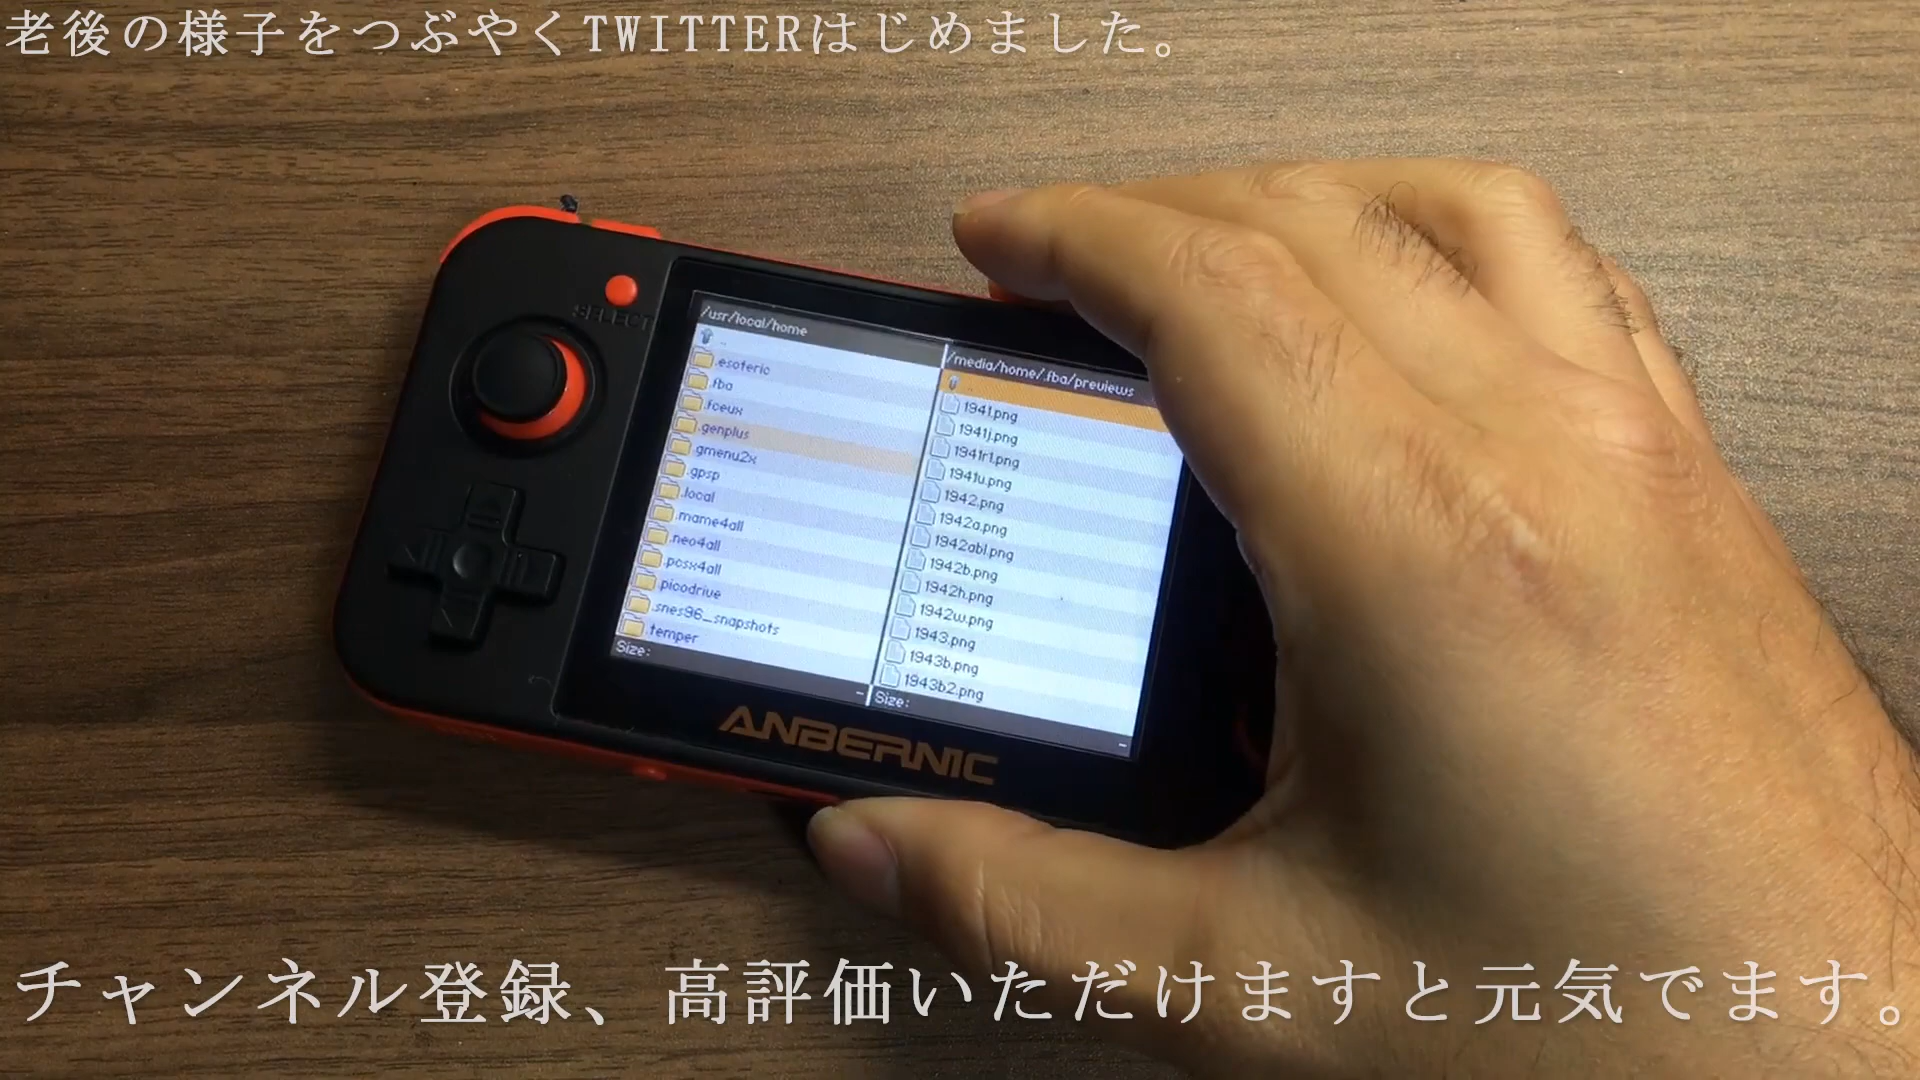 老後の様子をつぶやくTWITTERはじめました。
SELECT
/usr/local/home
..
.esoteric
.fba
.fceux
.genplus
.gmenu2x
.gpsp
.local
.mame4all
.neo4all
.pcsx4all
.picodrive
.snes96_snapshots
.temper
Size:
-
/media/home/.fba/previews
..
1941.png
1941j.png
1941r1.png
1941u.png
1942.png
1942a.png
1942abl.png
1942b.png
1942h.png
1942w.png
1943.png
1943b.png
1943b2.png
Size:
-
ANBERNIC
チャンネル登録、高評価いただけますと元気でます。